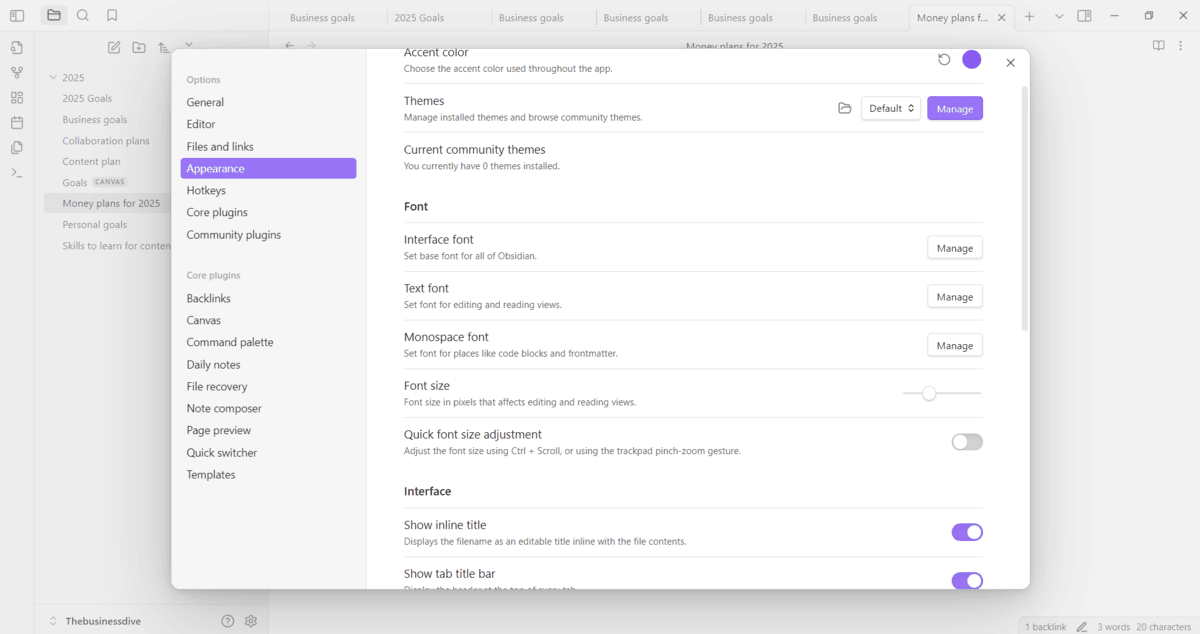 Business goals
2025 Goals
Business goals
Business goals
Business goals
Business goals
Money plans f...
Money plans for 2025
2025
2025 Goals
Business goals
Collaboration plans
Content plan
Goals CANVAS
Money plans for 2025
Personal goals
Skills to learn for conten
Thebusinessdive
Options
General
Editor
Files and links
Appearance
Hotkeys
Core plugins
Community plugins
Core plugins
Backlinks
Canvas
Command palette
Daily notes
File recovery
Note composer
Page preview
Quick switcher
Templates
Accent color
Choose the accent color used throughout the app.
Themes
Manage installed themes and browse community themes.
Default
Manage
Current community themes
You currently have 0 themes installed.
Font
Interface font
Set base font for all of Obsidian.
Manage
Text font
Set font for editing and reading views.
Manage
Monospace font
Set font for places like code blocks and frontmatter.
Manage
Font size
Font size in pixels that affects editing and reading views.
Quick font size adjustment
Adjust the font size using Ctrl + Scroll, or using the trackpad pinch-zoom gesture.
Interface
Show inline title
Displays the filename as an editable title inline with the file contents.
Show tab title bar
Display the header at the top of every tab.
1 backlink
3 words
20 characters